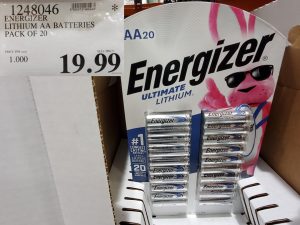 1248046 *
ENERGIZER
LITHIUM AA BATTERIES
PACK OF 20
1.000
19.99
AA20
Energizer
ULTIMATE
LITHIUM
#1
20